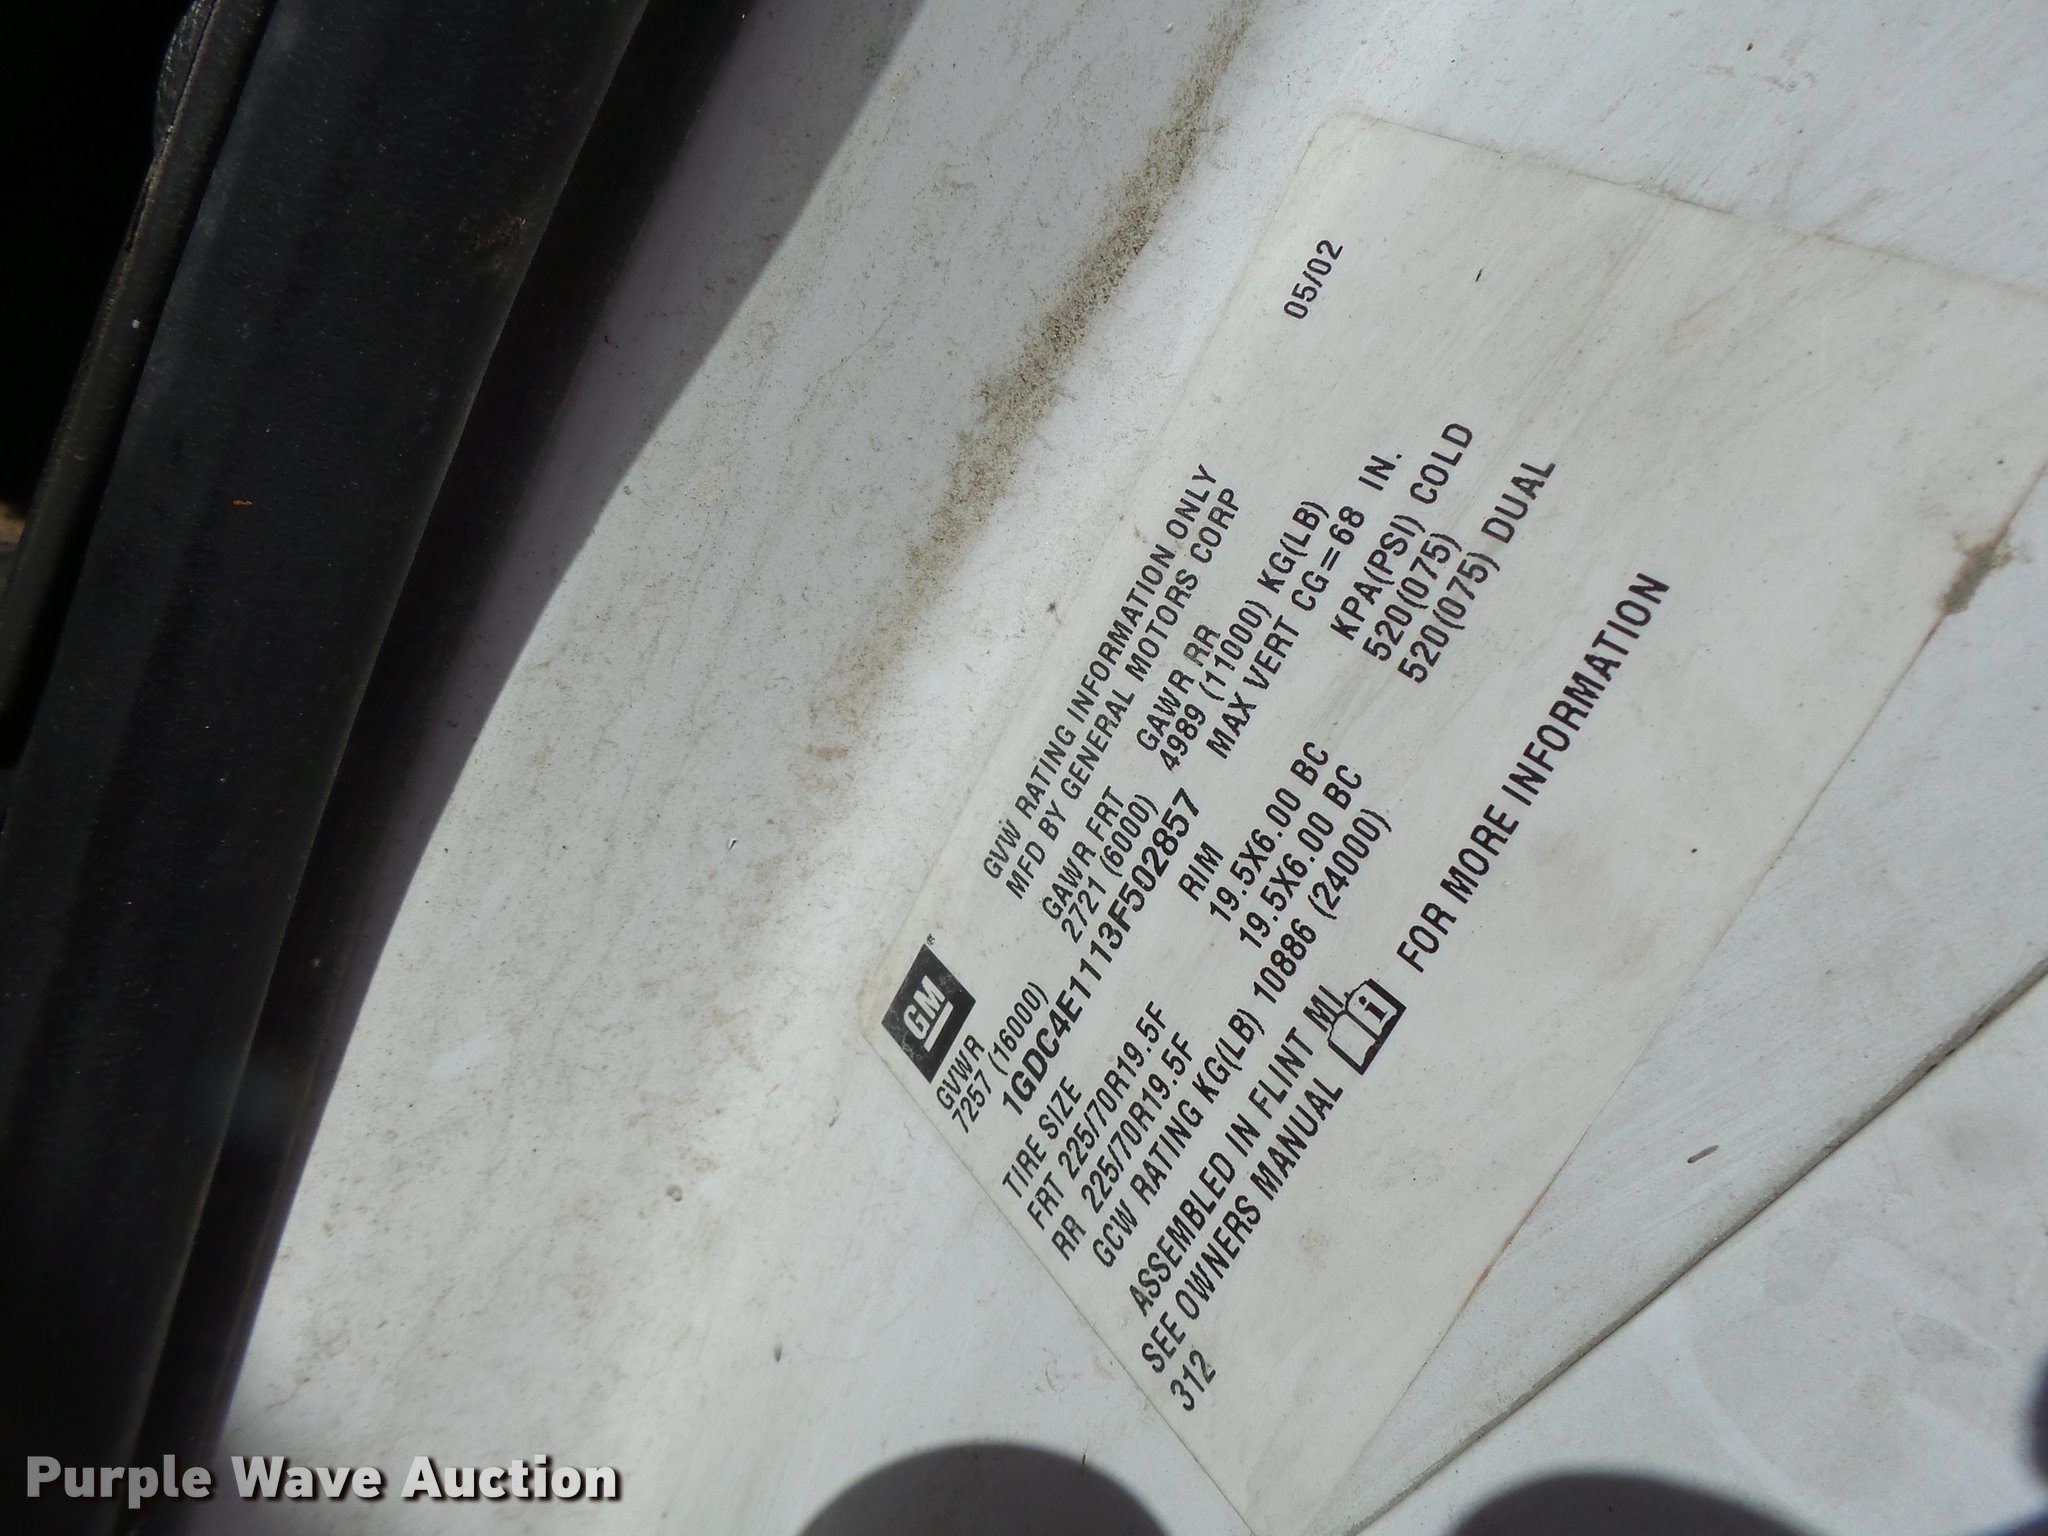 GM
05/02
GVW RATING INFORMATION ONLY
MFD BY GENERAL MOTORS CORP
GVWR GAWR FRT GAWR RR
7257 (16000) 2721 (6000) 4989 (11000) KG(LB)
1GDC4E1113F502857 MAX VERT CG=68 IN.
TIRE SIZE RIM KPA(PSI) COLD
FRT 225/70R19.5F 19.5X6.00 BC 520(075)
RR 225/70R19.5F 19.5X6.00 BC 520(075) DUAL
GCW RATING KG(LB) 10886 (24000)
ASSEMBLED IN FLINT MI.
SEE OWNERS MANUAL i FOR MORE INFORMATION
312
Purple Wave Auction